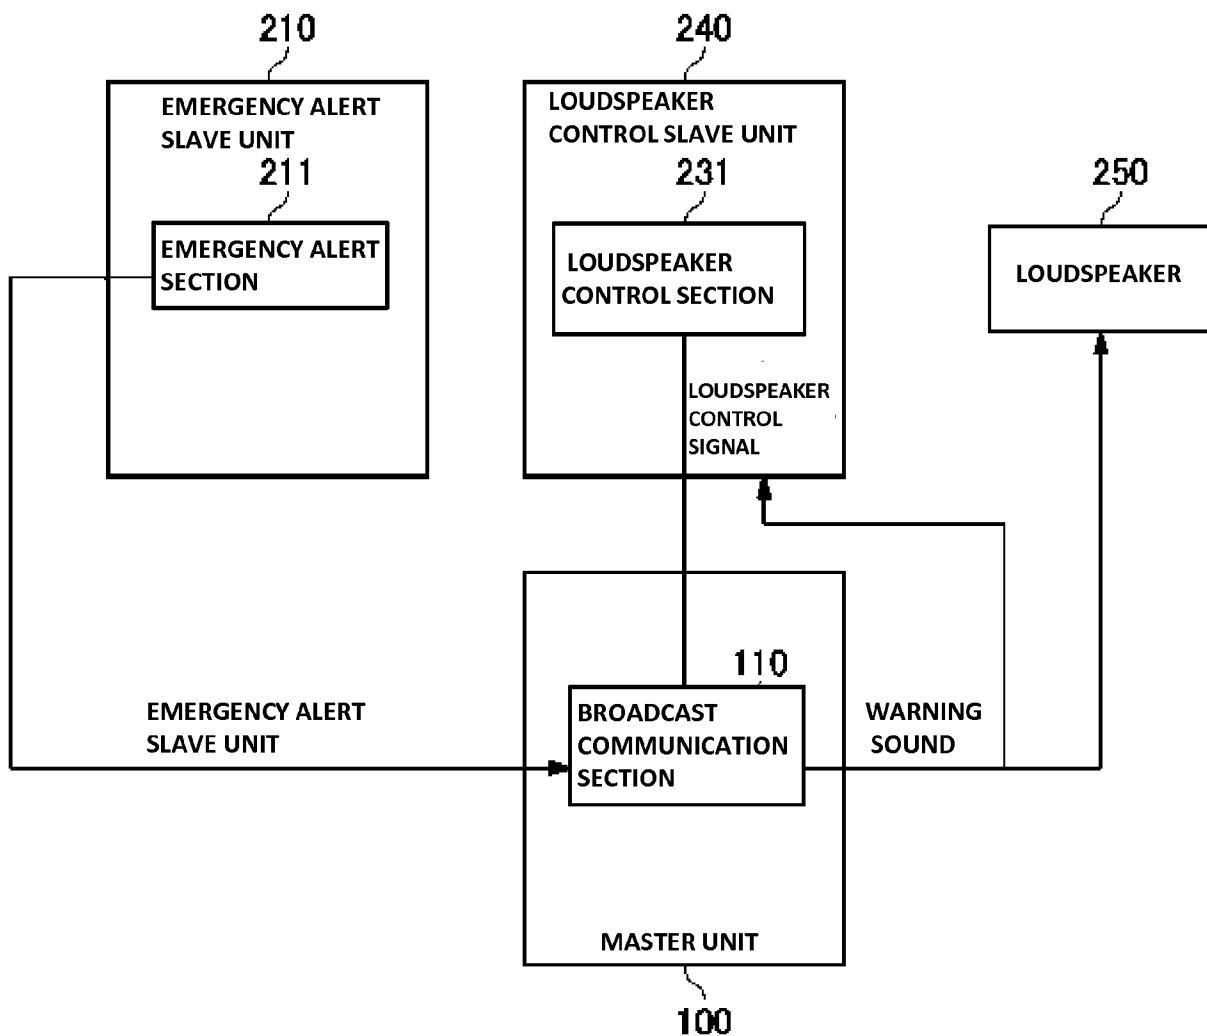 210
EMERGENCY ALERT
SLAVE UNIT
211
EMERGENCY ALERT
SECTION
240
LOUDSPEAKER
CONTROL SLAVE UNIT
231
LOUDSPEAKER
CONTROL SECTION
LOUDSPEAKER
CONTROL
SIGNAL
250
LOUDSPEAKER
EMERGENCY ALERT
SLAVE UNIT
110
BROADCAST
COMMUNICATION
SECTION
WARNING
SOUND
MASTER UNIT
100